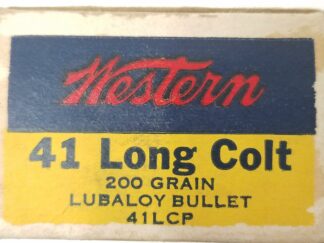 Western
41 Long Colt
200 GRAIN
LUBALOY BULLET
41LCP